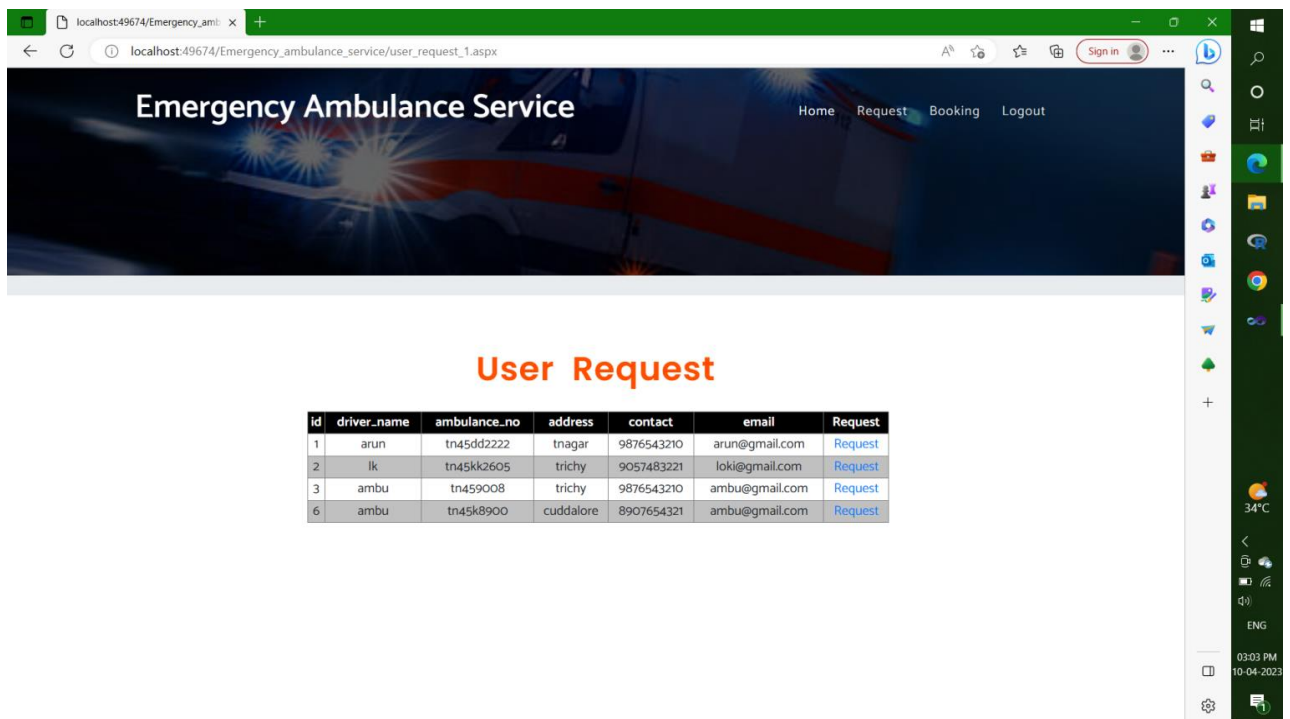 localhost:49674/Emergency_amb
localhost:49674/Emergency_ambulance_service/user_request_1.aspx
Sign in
Emergency Ambulance Service
Home Request Booking Logout
User Request
id driver_name ambulance_no address contact email Request
1 arun tn45dd2222 tnagar 9876543210 arun@gmail.com Request
2 lk tn45kk2605 trichy 9057483221 loki@gmail.com Request
3 ambu tn459008 trichy 9876543210 ambu@gmail.com Request
6 ambu tn45k8900 cuddalore 8907654321 ambu@gmail.com Request
34°C
ENG
03:03 PM
10-04-2023
1